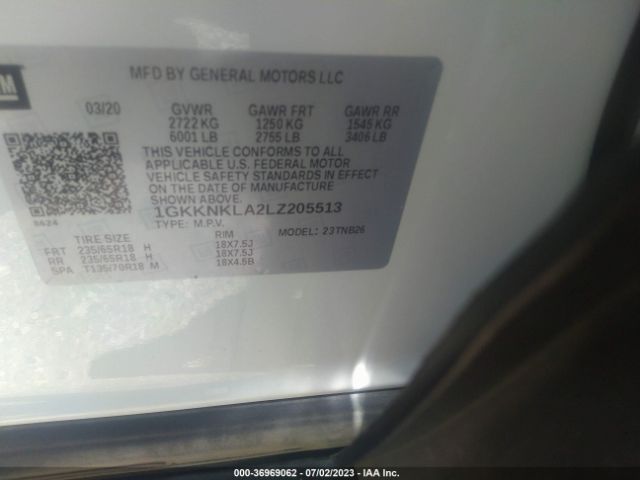 GM
MFD BY GENERAL MOTORS LLC
03/20 GVWR GAWR FRT GAWR RR
2722 KG 1250 KG 1545 KG
6001 LB 2755 LB 3406 LB
THIS VEHICLE CONFORMS TO ALL
APPLICABLE U.S. FEDERAL MOTOR
VEHICLE SAFETY STANDARDS IN
EFFECT ON THE DATE OF MANUFACTURE
SHOWN ABOVE.
1GKKNKLA2LZ205513
8624
TYPE: M.P.V.
MODEL: 23TNB26
TIRE SIZE RIM
FRT 235/65R18 H 18X7.5J
RR 235/65R18 H 18X7.5J
SPA T135/70R18 M 18X4.5B
000-36969062 - 07/02/2023 - IAA Inc.